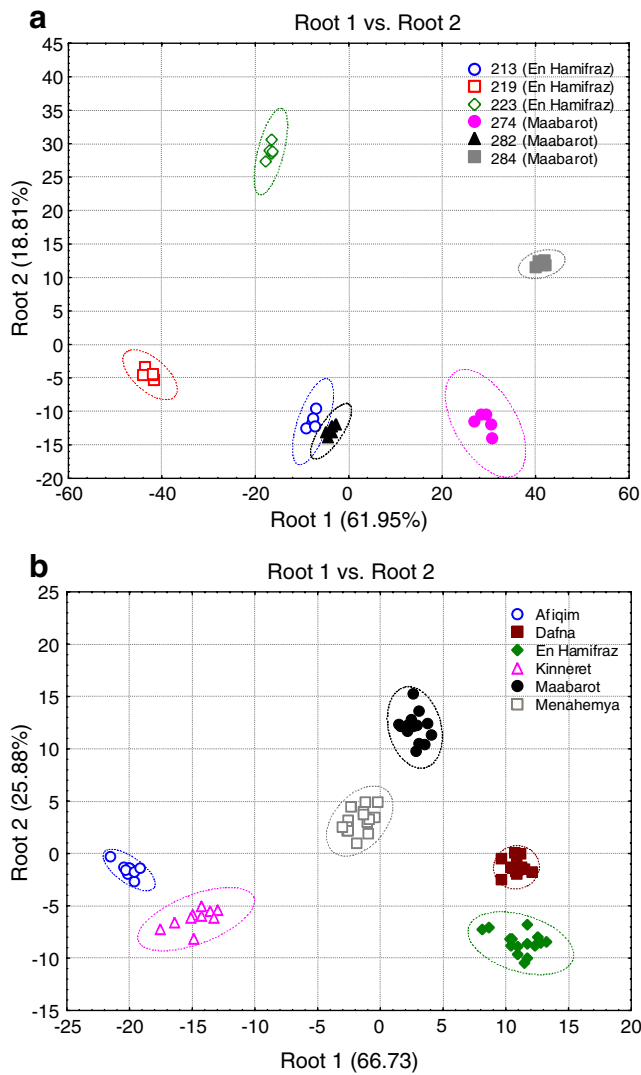 a
Root 1 vs. Root 2
45
40
35
30
25
20
15
10
5
0
-5
-10
-15
-20
Root 2 (18.81%)
213 (En Hamifraz)
219 (En Hamifraz)
223 (En Hamifraz)
274 (Maabarot)
282 (Maabarot)
284 (Maabarot)
-60 -40 -20 0 20 40 60
Root 1 (61.95%)
b
Root 1 vs. Root 2
25
20
15
10
5
0
-5
-10
-15
Root 2 (25.88%)
Afiqim
Dafna
En Hamifraz
Kinneret
Maabarot
Menahemya
-25 -20 -15 -10 -5 0 5 10 15 20
Root 1 (66.73)